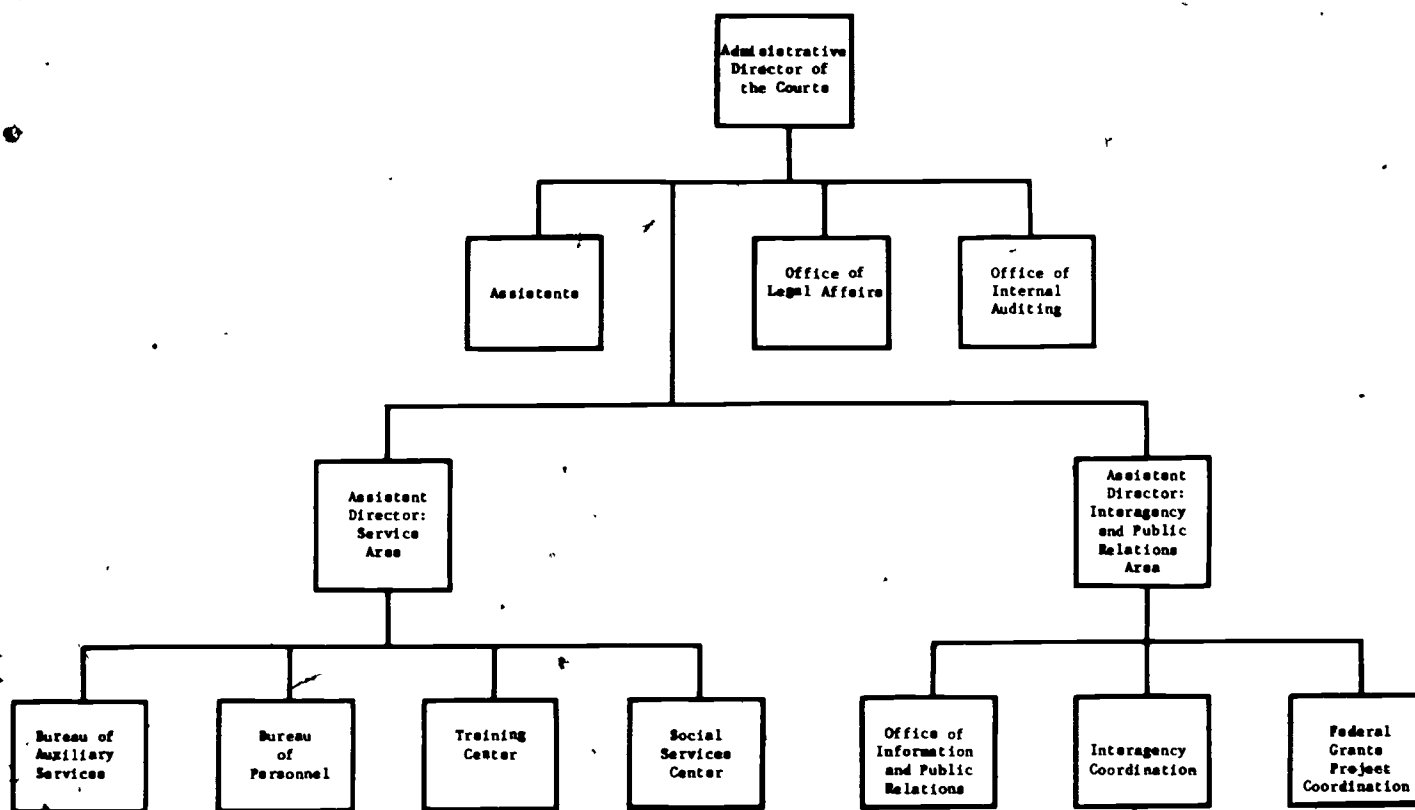 Administrative
Director of
the Courts
Assistants
Office of
Legal Affairs
Office of
Internal
Auditing
Assistant
Director:
Service
Area
Assistant
Director:
Interagency
and Public
Relations
Area
Bureau of
Auxiliary
Services
Bureau
of
Personnel
Training
Center
Social
Services
Center
Office of
Information
and Public
Relations
Interagency
Coordination
Federal
Grants
Project
Coordination